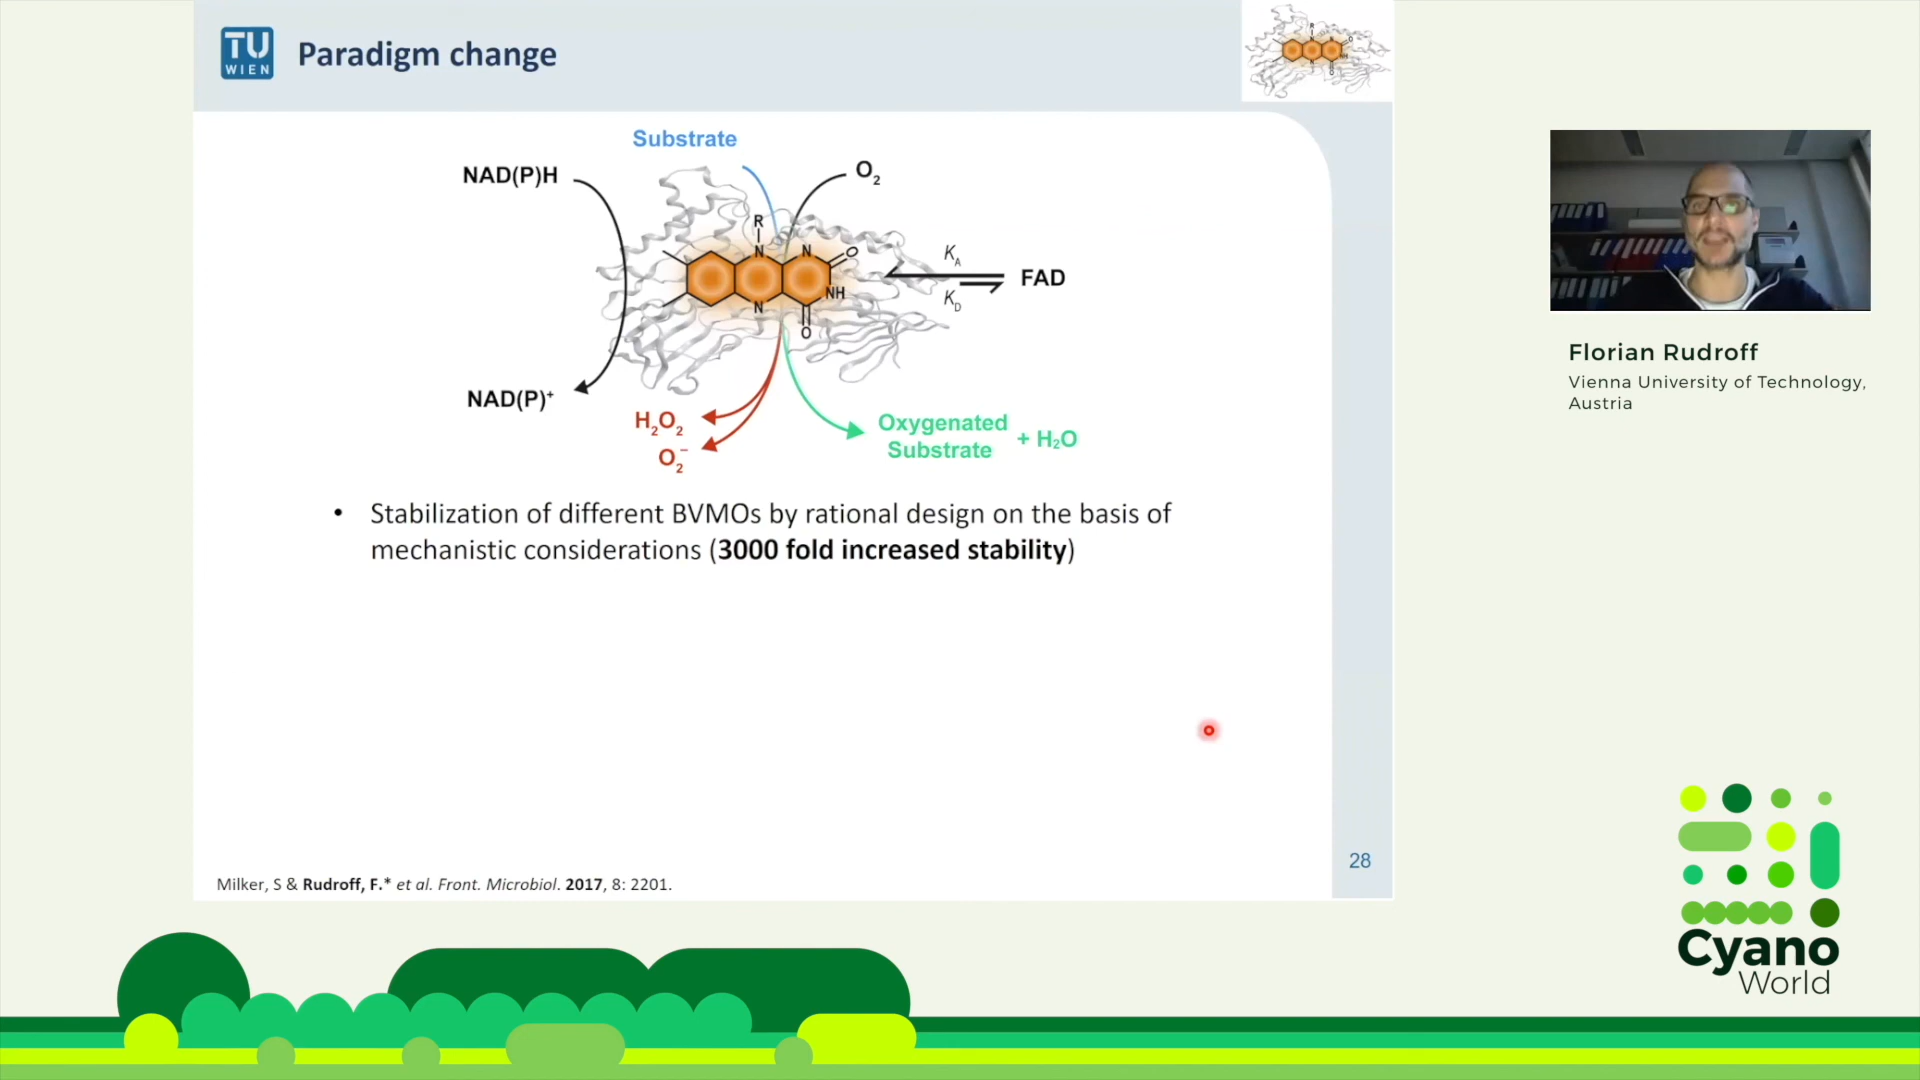 TU
WIEN
Paradigm change
Substrate
NAD(P)H
O₂
R
N
N
O
NH
N
O
K_A
K_D
FAD
NAD(P)⁺
H₂O₂
O₂⁻
Oxygenated
Substrate
+ H₂O
• Stabilization of different BVMOs by rational design on the basis of
mechanistic considerations (3000 fold increased stability)
28
Milker, S & Rudroff, F.* et al. Front. Microbiol. 2017, 8: 2201.
Florian Rudroff
Vienna University of Technology,
Austria
Cyano
World